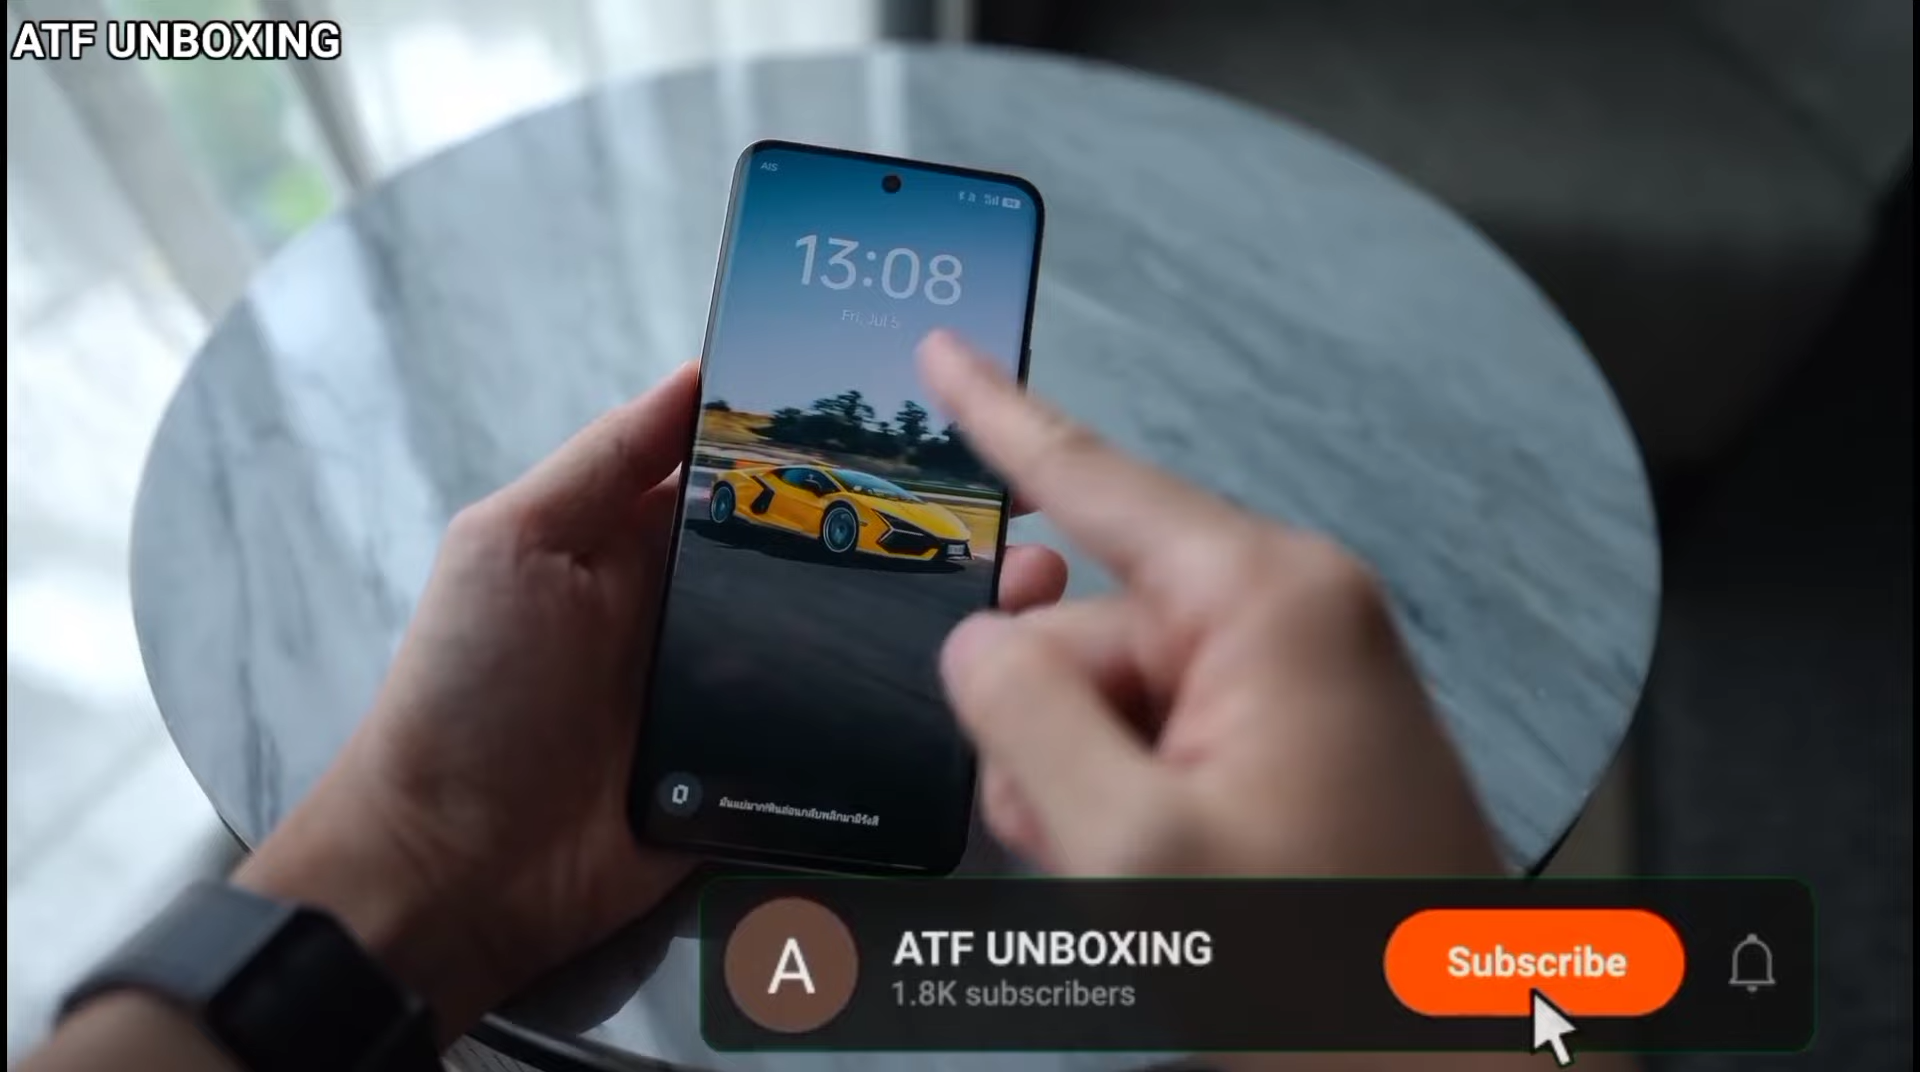 ATF UNBOXING
AIS
13:08
Fri, Jul 5
A
ATF UNBOXING
1.8K subscribers
Subscribe